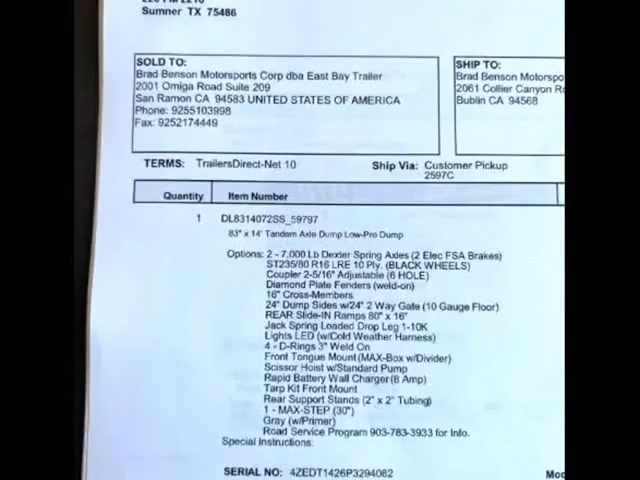 Sumner TX 75486
SOLD TO:
Brad Benson Motorsports Corp dba East Bay Trailer
2001 Omiga Road Suite 209
San Ramon CA 94583 UNITED STATES OF AMERICA
Phone: 9255103998
Fax: 9252174449
SHIP TO:
Brad Benson Motorspo
2061 Collier Canyon R
Bublin CA 94568
TERMS: TrailersDirect-Net 10
Ship Via: Customer Pickup
2597C
Quantity Item Number
1 DL8314072SS_59797
83" x 14' Tandem Axle Dump Low-Pro Dump
Options: 2 - 7,000 Lb Dexter Spring Axles (2 Elec FSA Brakes)
ST235/80 R16 LRE 10 Ply. (BLACK WHEELS)
Coupler 2-5/16" Adjustable (6 HOLE)
Diamond Plate Fenders (weld-on)
16" Cross-Members
24" Dump Sides w/24" 2 Way Gate (10 Gauge Floor)
REAR Slide-IN Ramps 80" x 16"
Jack Spring Loaded Drop Leg 1-10K
Lights LED (w/Cold Weather Harness)
4 - D-Rings 3" Weld On
Front Tongue Mount (MAX-Box w/Divider)
Scissor Hoist w/Standard Pump
Rapid Battery Wall Charger (8 Amp)
Tarp Kit Front Mount
Rear Support Stands (2" x 2" Tubing)
1 - MAX-STEP (30")
Gray (w/Primer)
Road Service Program 903-783-3933 for Info.
Special Instructions:
SERIAL NO: 4ZEDT1426P3294062
Mo